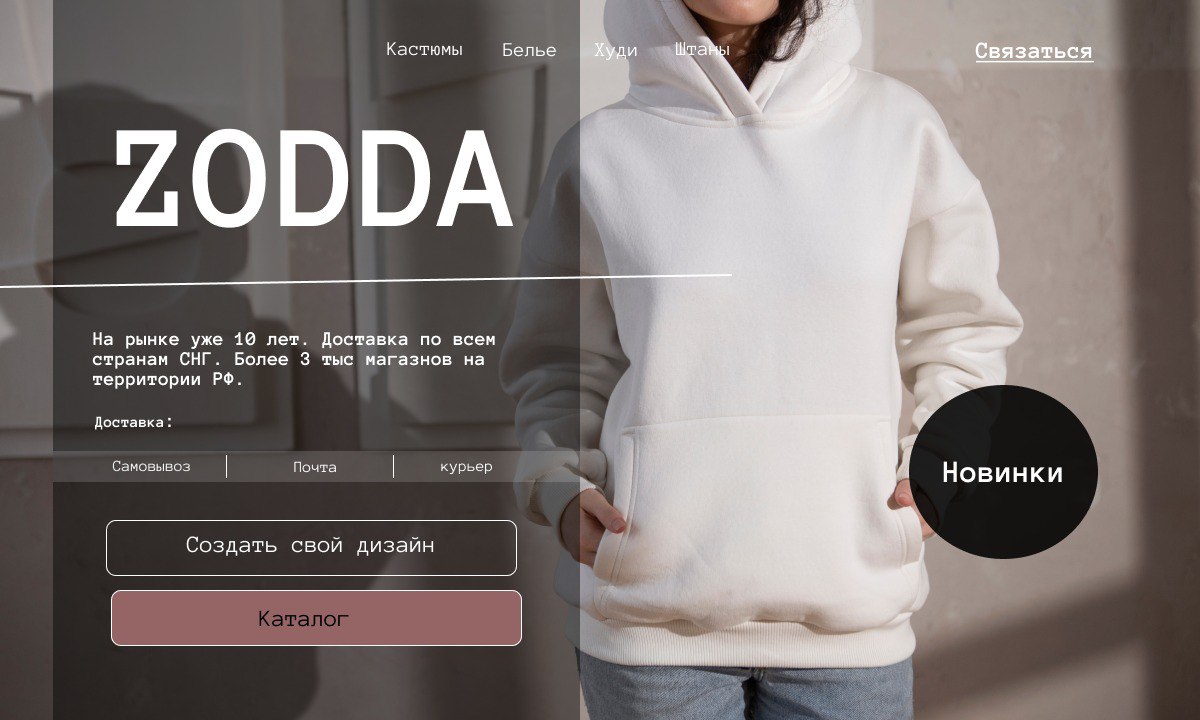 Кастюмы Белье Худи Штаны Связаться
ZODDA
На рынке уже 10 лет. Доставка по всем
странам СНГ. Более 3 тыс магазнов на
территории РФ.
Доставка:
Самовывоз Почта курьер
Новинки
Создать свой дизайн
Каталог